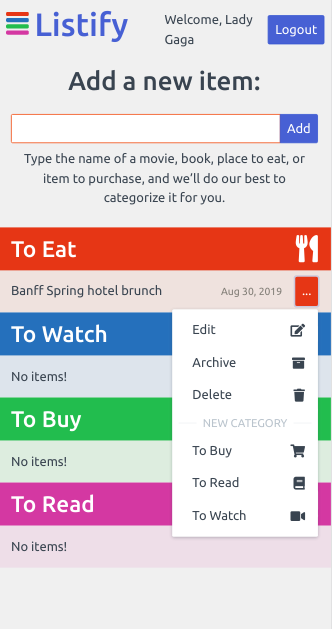 Listify
Welcome, Lady
Gaga
Logout
Add a new item:
Add
Type the name of a movie, book, place to eat, or
item to purchase, and we'll do our best to
categorize it for you.
To Eat
Banff Spring hotel brunch
Aug 30, 2019
...
To Watch
No items!
To Buy
No items!
To Read
No items!
Edit
Archive
Delete
NEW CATEGORY
To Buy
To Read
To Watch